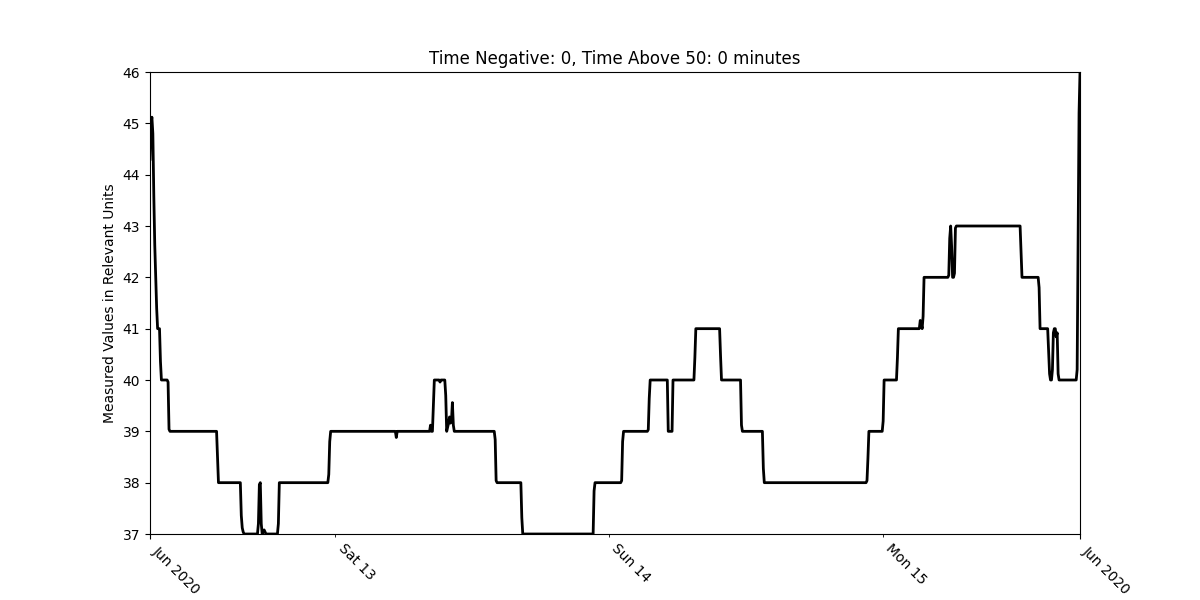 Time Negative: 0, Time Above 50: 0 minutes
46
45
44
43
42
41
40
39
38
37
Measured Values in Relevant Units
Jun 2020
Sat 13
Sun 14
Mon 15
Jun 2020